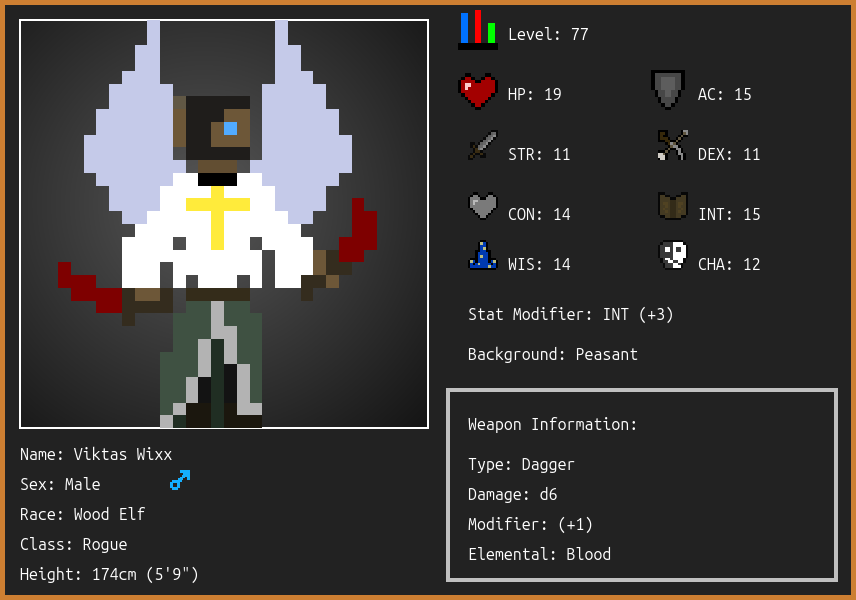 Level: 77
HP: 19
AC: 15
STR: 11
DEX: 11
CON: 14
INT: 15
WIS: 14
CHA: 12
Stat Modifier: INT (+3)
Background: Peasant
Weapon Information:
Type: Dagger
Damage: d6
Modifier: (+1)
Elemental: Blood
Name: Viktas Wixx
Sex: Male
Race: Wood Elf
Class: Rogue
Height: 174cm (5'9")